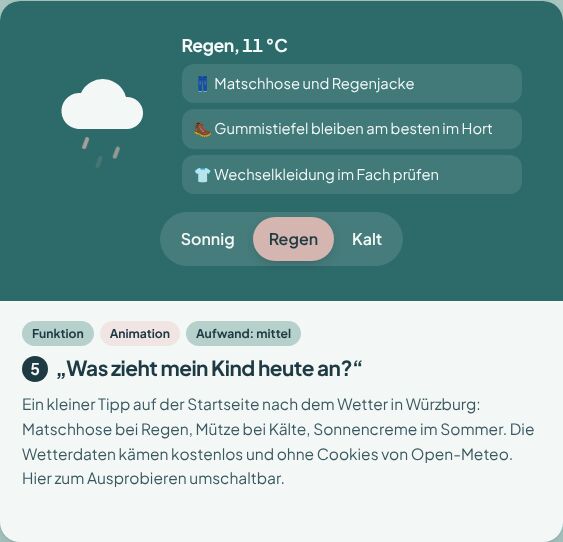 Regen, 11 °C
Matschhose und Regenjacke
Gummistiefel bleiben am besten im Hort
Wechselkleidung im Fach prüfen
Sonnig
Regen
Kalt
Funktion
Animation
Aufwand: mittel
5 „Was zieht mein Kind heute an?“
Ein kleiner Tipp auf der Startseite nach dem Wetter in Würzburg:
Matschhose bei Regen, Mütze bei Kälte, Sonnencreme im Sommer. Die
Wetterdaten kämen kostenlos und ohne Cookies von Open-Meteo.
Hier zum Ausprobieren umschaltbar.